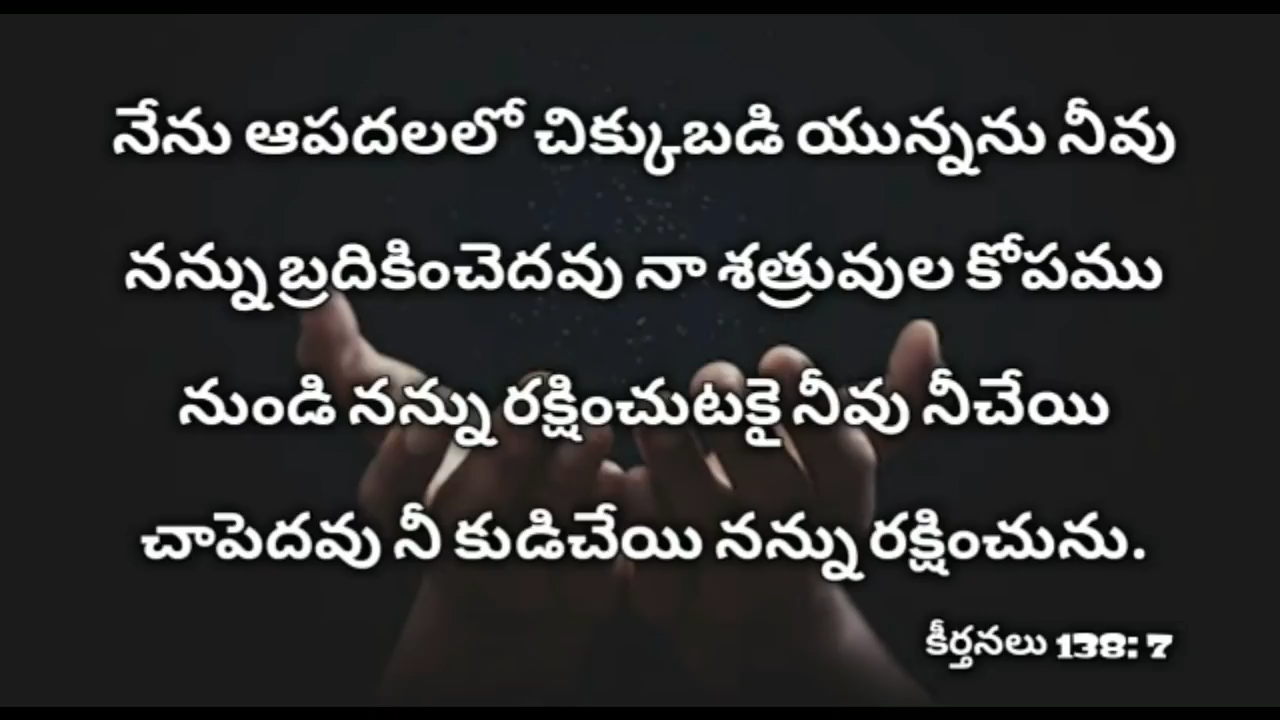 నేను ఆపదలలో చిక్కుబడి యున్నను నీవు
నన్ను బ్రదికించెదవు నా శత్రువుల కోపము
నుండి నన్ను రక్షించుటకై నీవు నీచేయి
చాపెదవు నీ కుడిచేయి నన్ను రక్షించును.
కీర్తనలు 138: 7